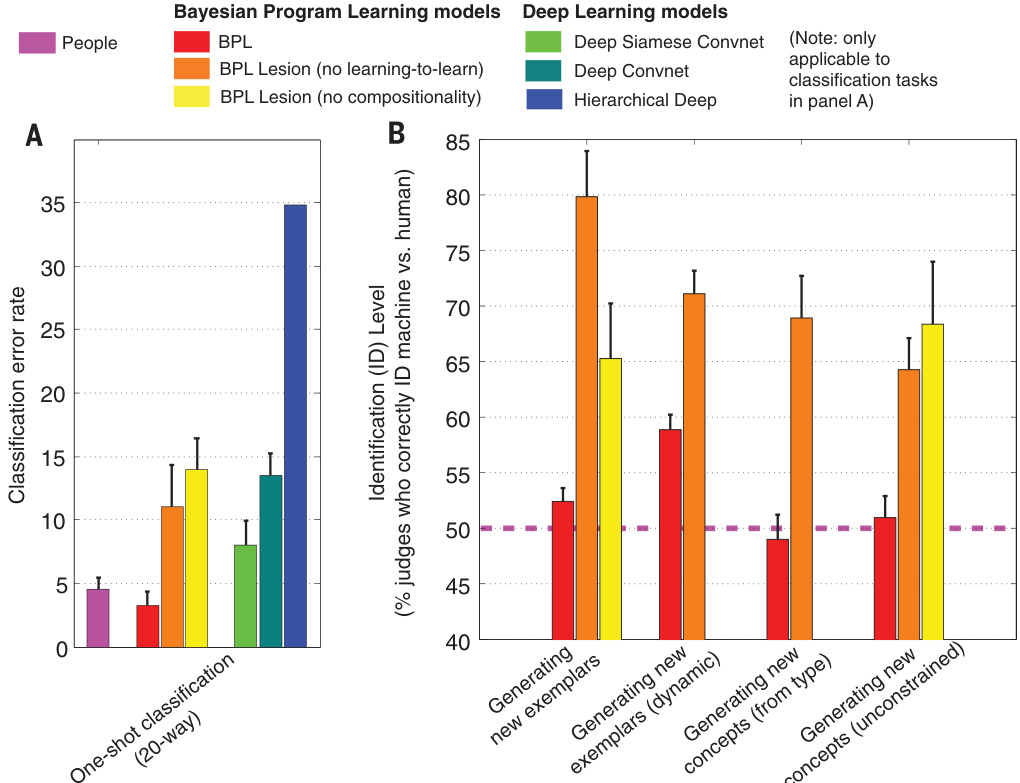 Bayesian Program Learning models
Deep Learning models
People
BPL
BPL Lesion (no learning-to-learn)
BPL Lesion (no compositionality)
Deep Siamese Convnet
Deep Convnet
Hierarchical Deep
(Note: only
applicable to
classification tasks
in panel A)
A
Classification error rate
35
30
25
20
15
10
5
0
One-shot classification
(20-way)
B
Identification (ID) Level
(% judges who correctly ID machine vs. human)
85
80
75
70
65
60
55
50
45
40
Generating
new exemplars
Generating new
exemplars (dynamic)
Generating new
concepts (from type)
Generating new
concepts (unconstrained)